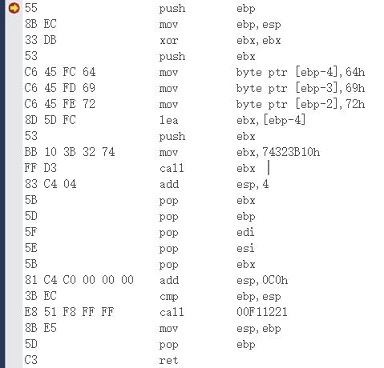 55 push ebp
8B EC mov ebp,esp
33 DB xor ebx,ebx
53 push ebx
C6 45 FC 64 mov byte ptr [ebp-4],64h
C6 45 FD 69 mov byte ptr [ebp-3],69h
C6 45 FE 72 mov byte ptr [ebp-2],72h
8D 5D FC lea ebx,[ebp-4]
53 push ebx
BB 10 3B 32 74 mov ebx,74323B10h
FF D3 call ebx
83 C4 04 add esp,4
5B pop ebx
5D pop ebp
5F pop edi
5E pop esi
5B pop ebx
81 C4 C0 00 00 00 add esp,0C0h
3B EC cmp ebp,esp
E8 51 F8 FF FF call 00F11221
8B E5 mov esp,ebp
5D pop ebp
C3 ret